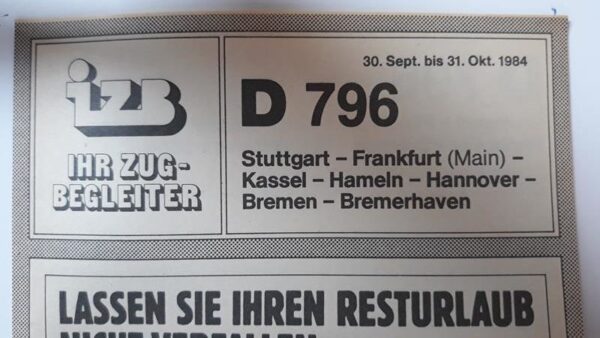 izb
IHR ZUG-
BEGLEITER
30. Sept. bis 31. Okt. 1984
D 796
Stuttgart – Frankfurt (Main) –
Kassel – Hameln – Hannover –
Bremen – Bremerhaven
LASSEN SIE IHREN RESTURLAUB